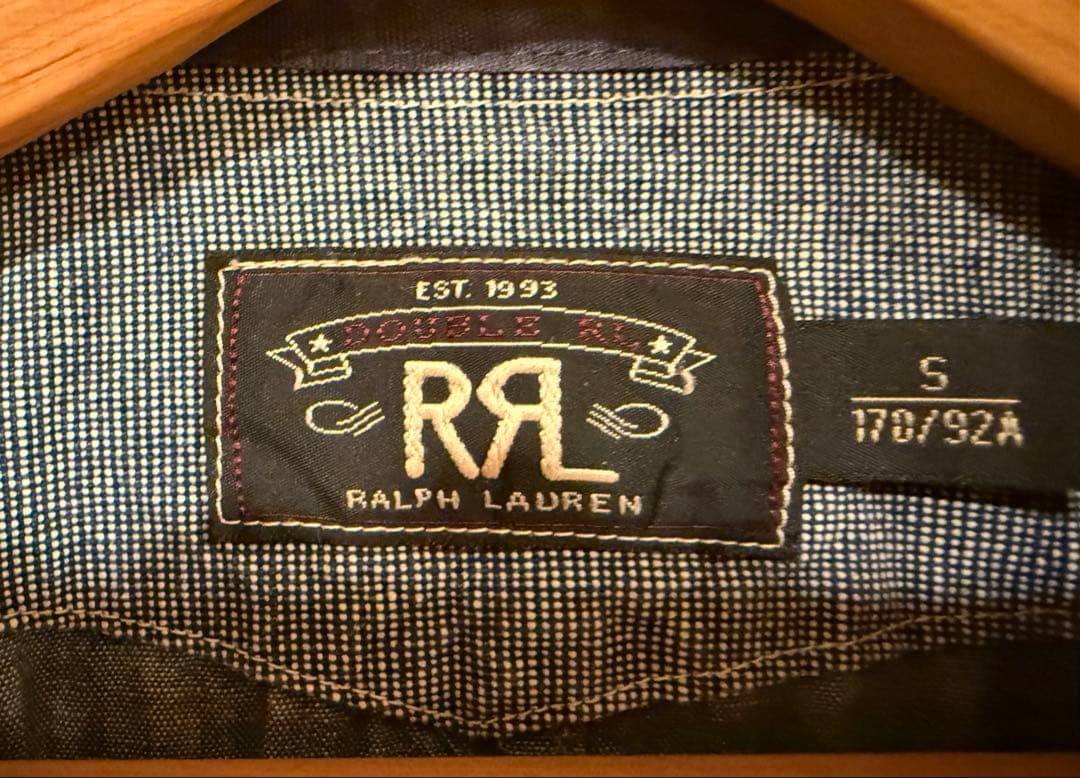 EST. 1993
DOUBLE RL
RRL
RALPH LAUREN
S
170/92A